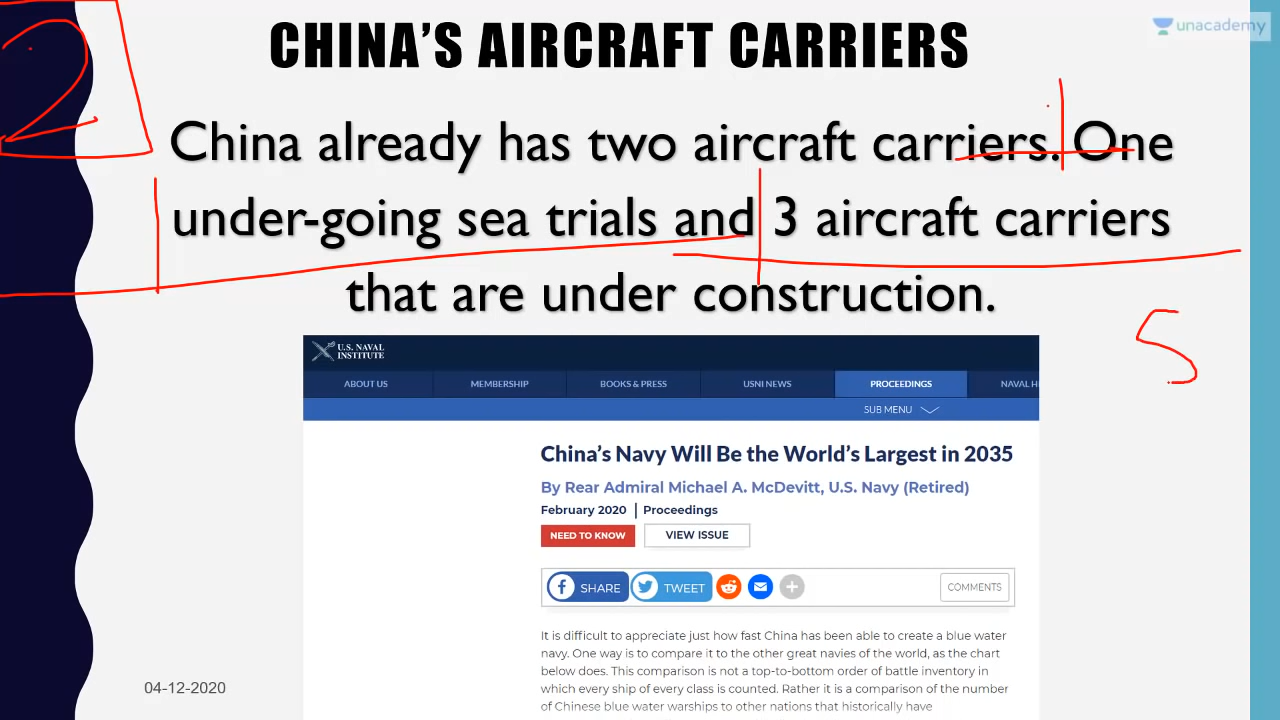 2
unacademy
CHINA'S AIRCRAFT CARRIERS
China already has two aircraft carriers. One
under-going sea trials and 3 aircraft carriers
that are under construction.
5
U.S. NAVAL
INSTITUTE
ABOUT US MEMBERSHIP BOOKS & PRESS USNI NEWS PROCEEDINGS NAVAL HI
SUB MENU
China's Navy Will Be the World's Largest in 2035
By Rear Admiral Michael A. McDevitt, U.S. Navy (Retired)
February 2020 | Proceedings
NEED TO KNOW VIEW ISSUE
f SHARE TWEET + COMMENTS
It is difficult to appreciate just how fast China has been able to create a blue water
navy. One way is to compare it to the other great navies of the world, as the chart
below does. This comparison is not a top-to-bottom order of battle inventory in
which every ship of every class is counted. Rather it is a comparison of the number
of Chinese blue water warships to other nations that historically have
04-12-2020